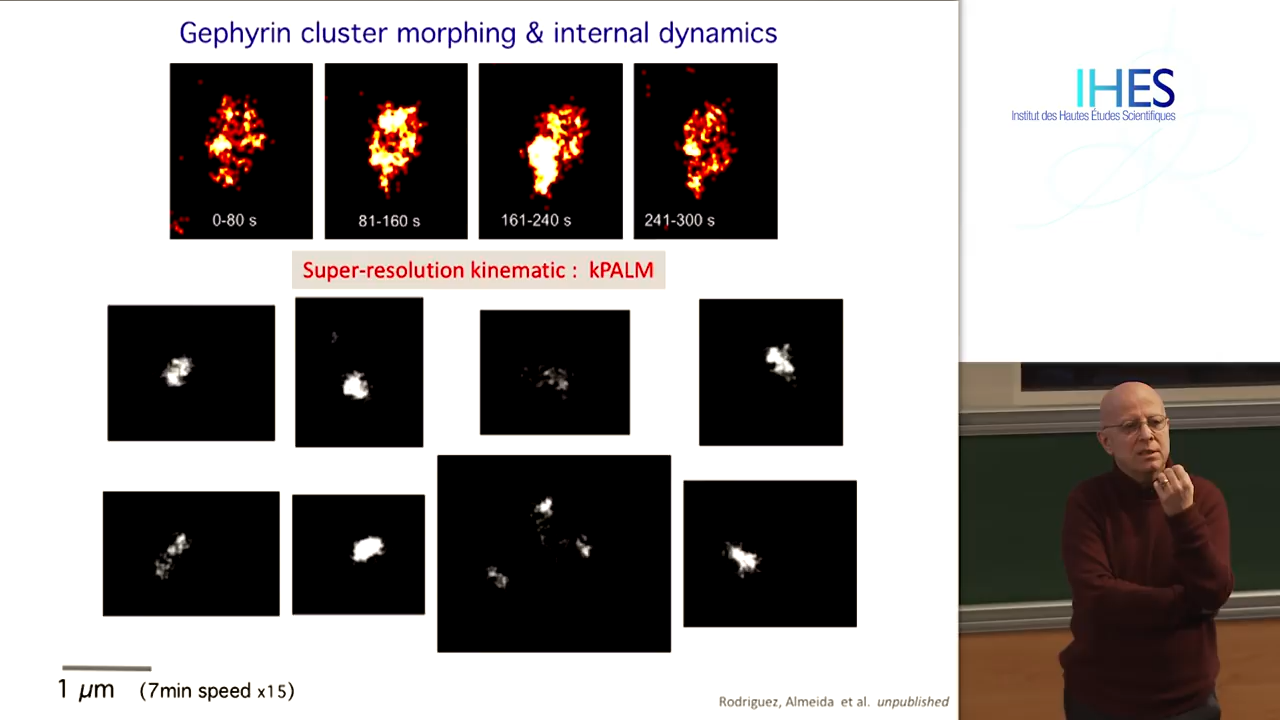 Gephyrin cluster morphing & internal dynamics
IHES
Institut des Hautes Études Scientifiques
0-80 s
81-160 s
161-240 s
241-300 s
Super-resolution kinematic : kPALM
1 µm (7min speed x15)
Rodriguez, Almeida et al. unpublished